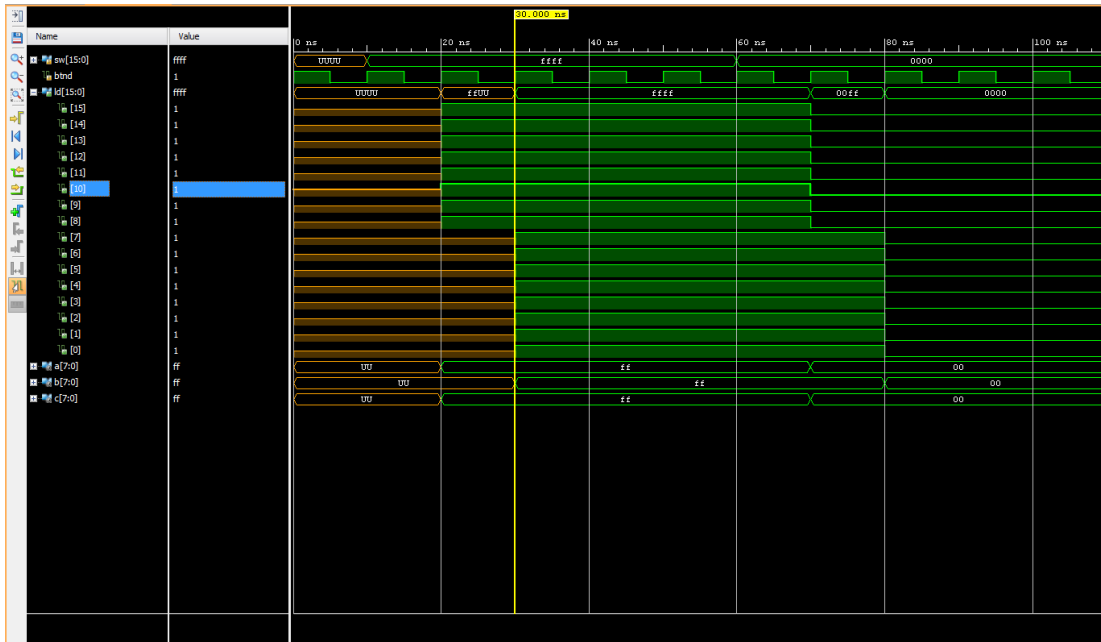 30.000 ns
Name Value
0 ns 20 ns 40 ns 60 ns 80 ns 100 ns
sw[15:0] ffff UUUU ffff 0000
btnd 1
ld[15:0] ffff UUUU ffUU ffff 00ff 0000
[15] 1
[14] 1
[13] 1
[12] 1
[11] 1
[10] 1
[9] 1
[8] 1
[7] 1
[6] 1
[5] 1
[4] 1
[3] 1
[2] 1
[1] 1
[0] 1
a[7:0] ff UU ff 00
b[7:0] ff UU ff 00
c[7:0] ff UU ff 00